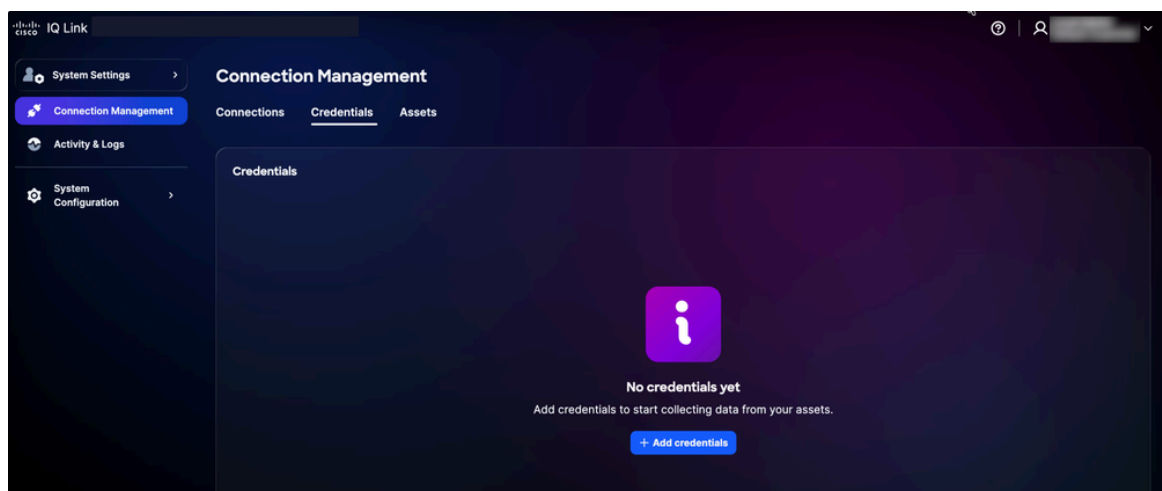 cisco IQ Link
System Settings
Connection Management
Activity & Logs
System
Configuration
Connection Management
Connections Credentials Assets
Credentials
No credentials yet
Add credentials to start collecting data from your assets.
+ Add credentials